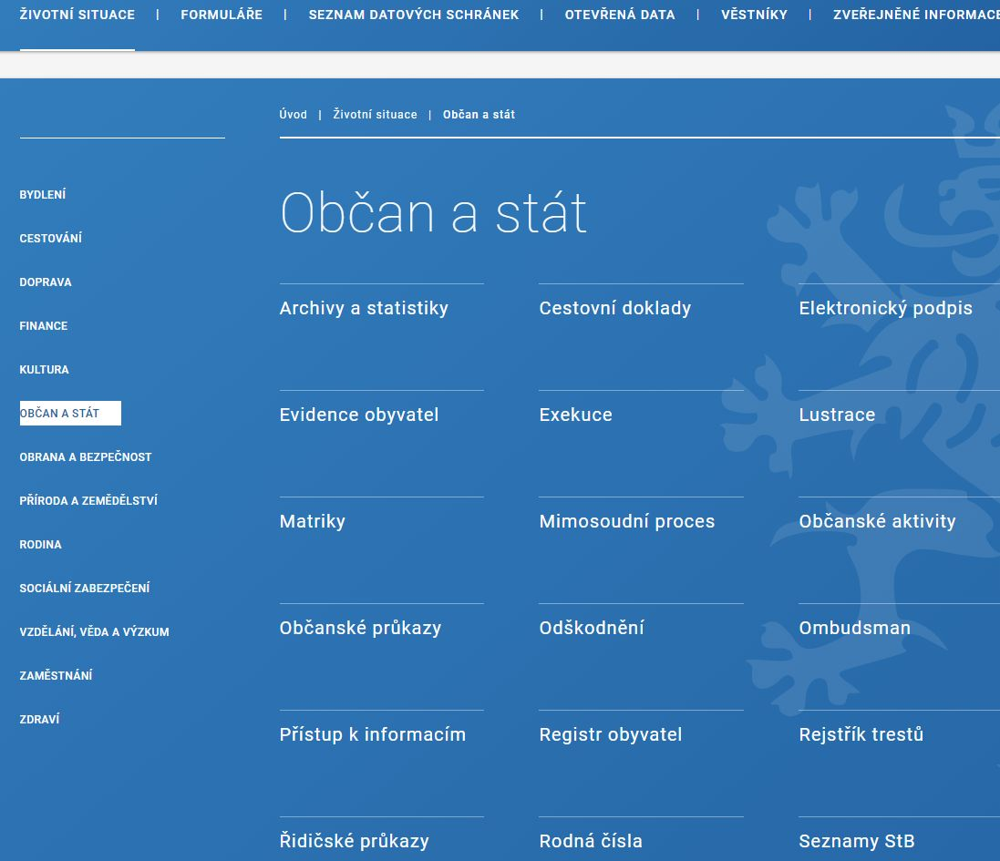 ŽIVOTNÍ SITUACE | FORMULÁŘE | SEZNAM DATOVÝCH SCHRÁNEK | OTEVŘENÁ DATA | VĚSTNÍKY | ZVEŘEJNĚNÉ INFORMACE
Úvod | Životní situace | Občan a stát
BYDLENÍ
CESTOVÁNÍ
DOPRAVA
FINANCE
KULTURA
OBČAN A STÁT
OBRANA A BEZPEČNOST
PŘÍRODA A ZEMĚDĚLSTVÍ
RODINA
SOCIÁLNÍ ZABEZPEČENÍ
VZDĚLÁNÍ, VĚDA A VÝZKUM
ZAMĚSTNÁNÍ
ZDRAVÍ
Občan a stát
Archivy a statistiky
Cestovní doklady
Elektronický podpis
Evidence obyvatel
Exekuce
Lustrace
Matriky
Mimosoudní proces
Občanské aktivity
Občanské průkazy
Odškodnění
Ombudsman
Přístup k informacím
Registr obyvatel
Rejstřík trestů
Řidičské průkazy
Rodná čísla
Seznamy StB